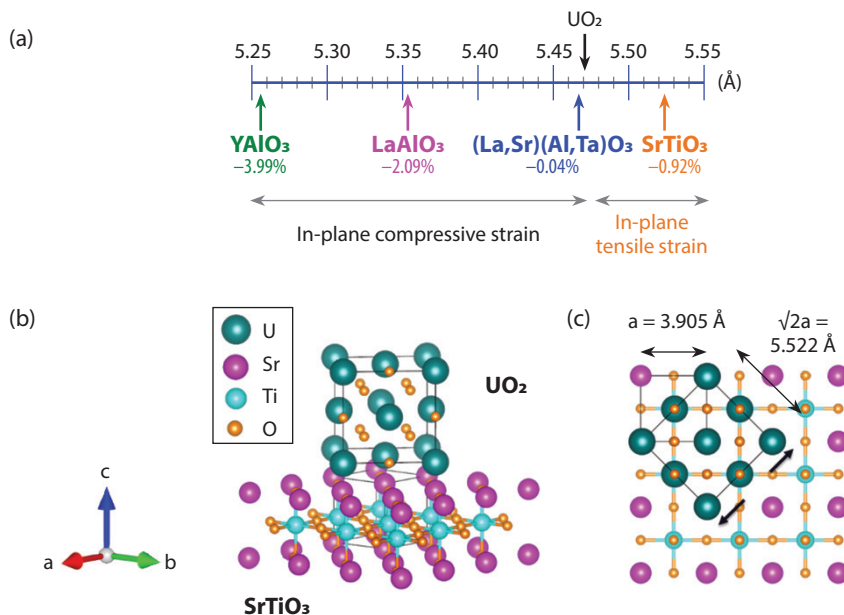 (a)
UO₂
5.25 5.30 5.35 5.40 5.45 5.50 5.55
(Å)
YAlO₃ LaAlO₃ (La,Sr)(Al,Ta)O₃ SrTiO₃
−3.99% −2.09% −0.04% −0.92%
In-plane compressive strain
In-plane
tensile strain
(b)
U
Sr
Ti
O
UO₂
c
a
b
SrTiO₃
(c)
a = 3.905 Å
√2a =
5.522 Å